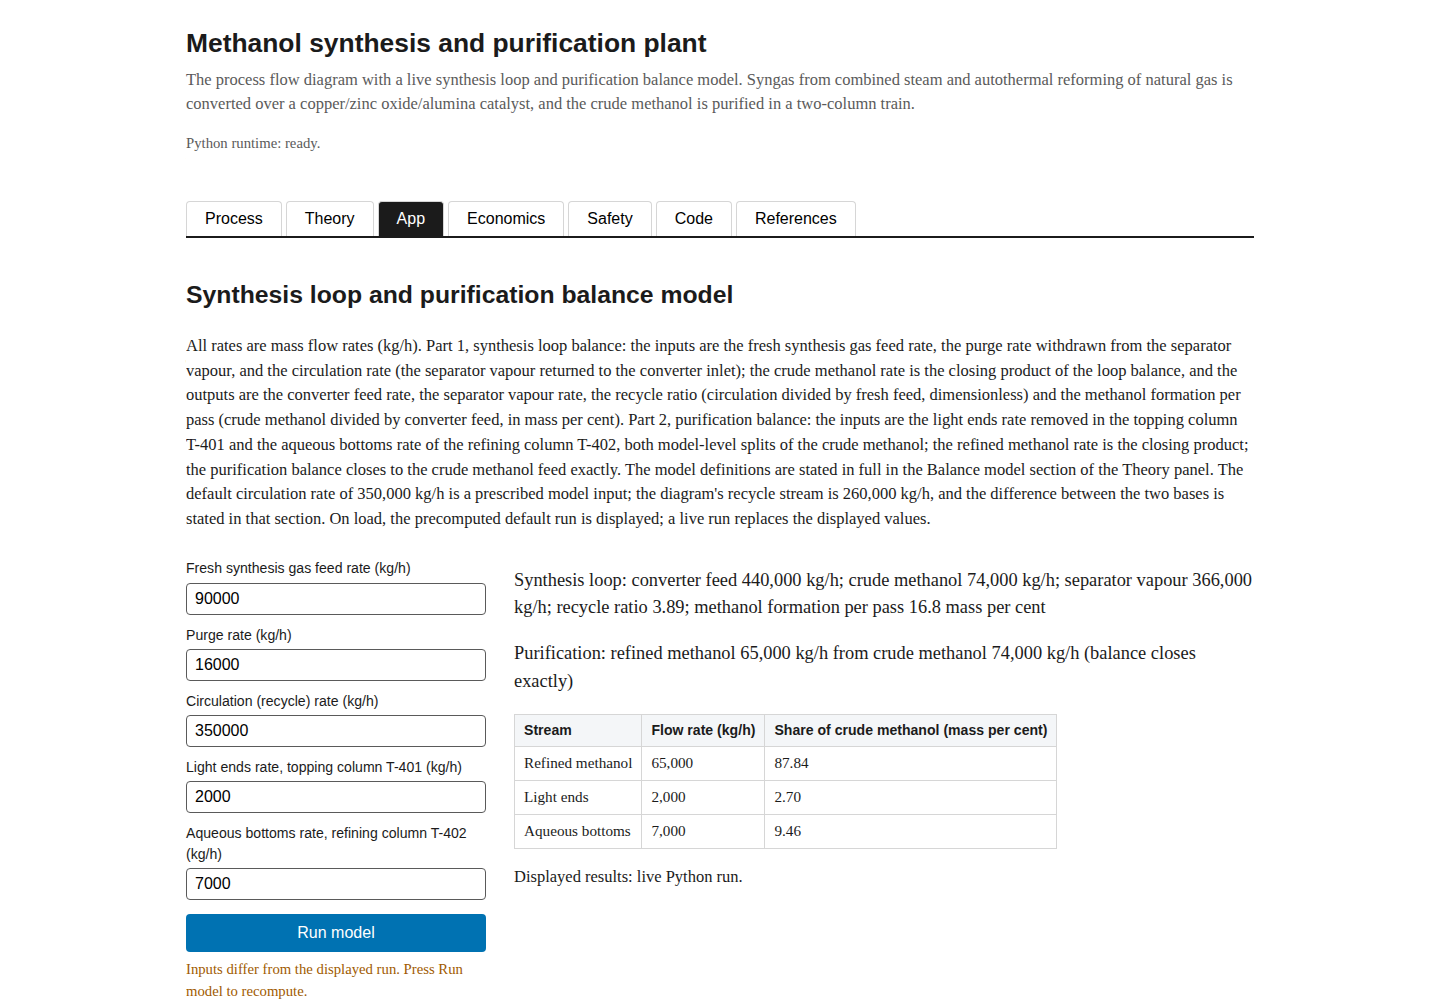 Methanol synthesis and purification plant
The process flow diagram with a live synthesis loop and purification balance model. Syngas from combined steam and autothermal reforming of natural gas is
converted over a copper/zinc oxide/alumina catalyst, and the crude methanol is purified in a two-column train.
Python runtime: ready.
Process Theory App Economics Safety Code References
Synthesis loop and purification balance model
All rates are mass flow rates (kg/h). Part 1, synthesis loop balance: the inputs are the fresh synthesis gas feed rate, the purge rate withdrawn from the separator
vapour, and the circulation rate (the separator vapour returned to the converter inlet); the crude methanol rate is the closing product of the loop balance, and the
outputs are the converter feed rate, the separator vapour rate, the recycle ratio (circulation divided by fresh feed, dimensionless) and the methanol formation per
pass (crude methanol divided by converter feed, in mass per cent). Part 2, purification balance: the inputs are the light ends rate removed in the topping column
T-401 and the aqueous bottoms rate of the refining column T-402, both model-level splits of the crude methanol; the refined methanol rate is the closing product;
the purification balance closes to the crude methanol feed exactly. The model definitions are stated in full in the Balance model section of the Theory panel. The
default circulation rate of 350,000 kg/h is a prescribed model input; the diagram's recycle stream is 260,000 kg/h, and the difference between the two bases is
stated in that section. On load, the precomputed default run is displayed; a live run replaces the displayed values.
Fresh synthesis gas feed rate (kg/h)
90000
Purge rate (kg/h)
16000
Circulation (recycle) rate (kg/h)
350000
Light ends rate, topping column T-401 (kg/h)
2000
Aqueous bottoms rate, refining column T-402
(kg/h)
7000
Run model
Inputs differ from the displayed run. Press Run
model to recompute.
Synthesis loop: converter feed 440,000 kg/h; crude methanol 74,000 kg/h; separator vapour 366,000
kg/h; recycle ratio 3.89; methanol formation per pass 16.8 mass per cent
Purification: refined methanol 65,000 kg/h from crude methanol 74,000 kg/h (balance closes
exactly)
Stream Flow rate (kg/h) Share of crude methanol (mass per cent)
Refined methanol 65,000 87.84
Light ends 2,000 2.70
Aqueous bottoms 7,000 9.46
Displayed results: live Python run.